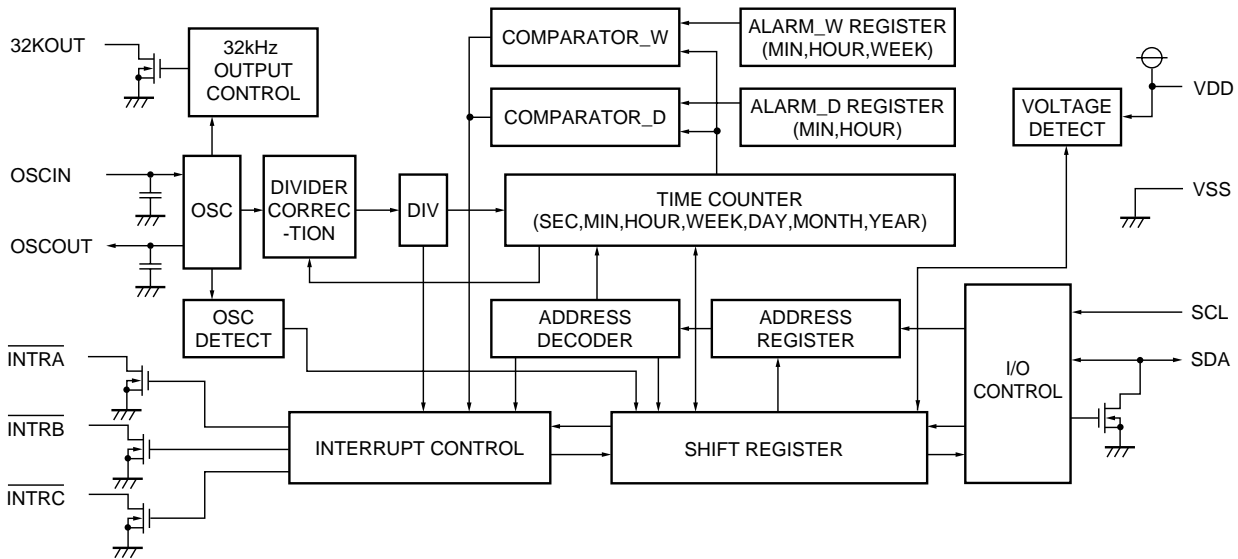 32KOUT
32kHz
OUTPUT
CONTROL
COMPARATOR_W
ALARM_W REGISTER
(MIN,HOUR,WEEK)
COMPARATOR_D
ALARM_D REGISTER
(MIN,HOUR)
VOLTAGE
DETECT
VDD
VSS
OSCIN
OSCOUT
OSC
DIVIDER
CORREC
-TION
DIV
TIME COUNTER
(SEC,MIN,HOUR,WEEK,DAY,MONTH,YEAR)
OSC
DETECT
ADDRESS
DECODER
ADDRESS
REGISTER
I/O
CONTROL
SCL
SDA
INTRA
INTRB
INTRC
INTERRUPT CONTROL
SHIFT REGISTER